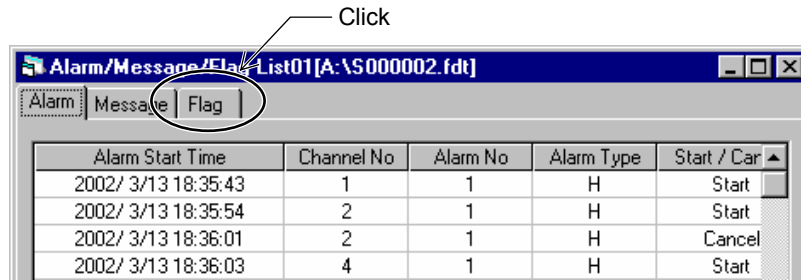 Click
Alarm/Message/Flag List01[A:\S000002.fdt]
Alarm Message Flag
Alarm Start Time Channel No Alarm No Alarm Type Start / Can
2002/ 3/13 18:35:43 1 1 H Start
2002/ 3/13 18:35:54 2 1 H Start
2002/ 3/13 18:36:01 2 1 H Cancel
2002/ 3/13 18:36:03 4 1 H Start